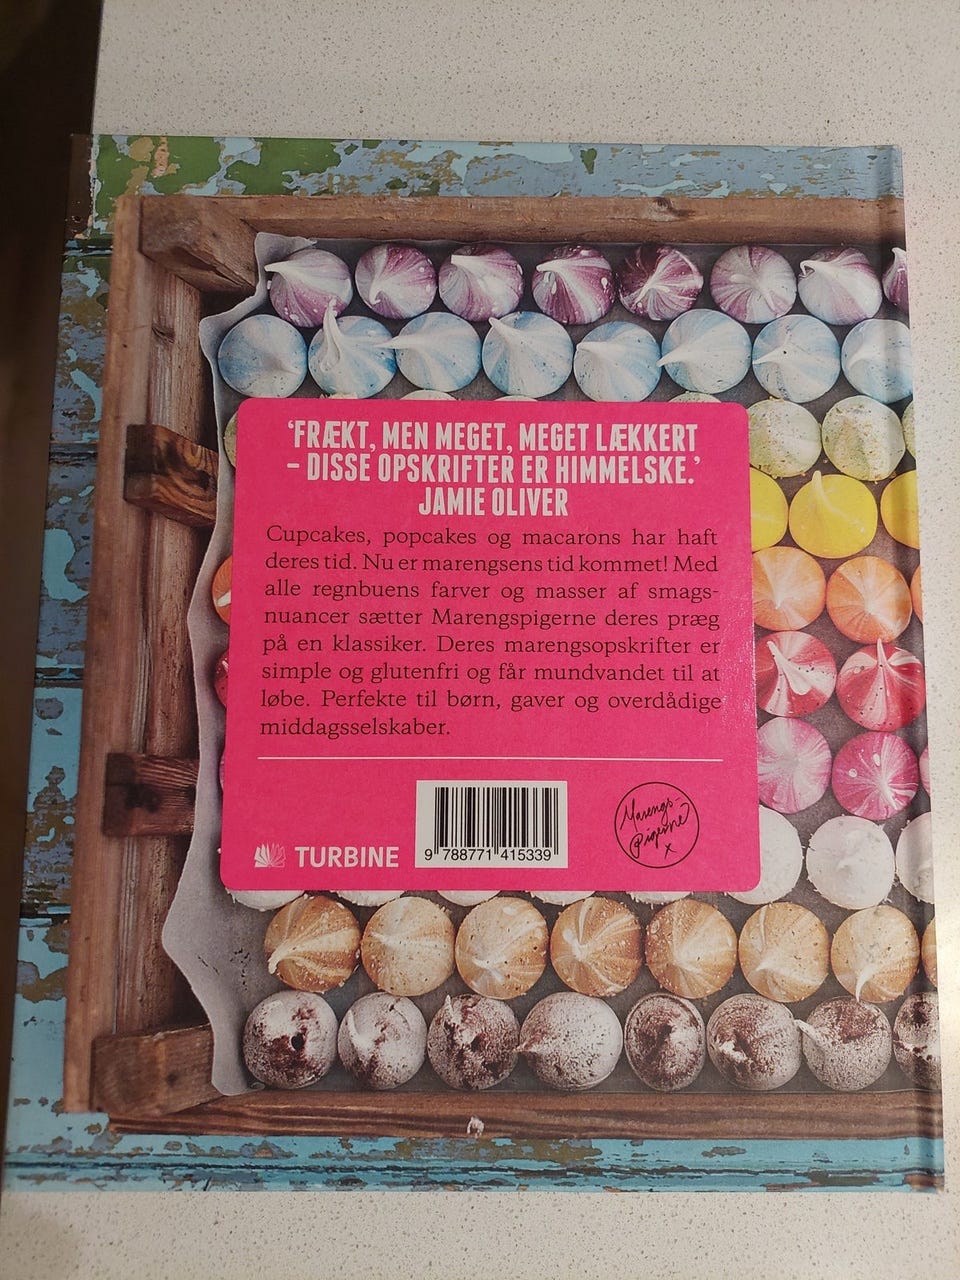 ‘FRÆKT, MEN MEGET, MEGET LÆKKERT
– DISSE OPSKRIFTER ER HIMMELSKE.’
JAMIE OLIVER
Cupcakes, popcakes og macarons har haft
deres tid. Nu er marengsens tid kommet! Med
alle regnbuens farver og masser af smags-
nuancer sætter Marengspigerne deres præg
på en klassiker. Deres marengsopskrifter er
simple og glutenfri og får mundvandet til at
løbe. Perfekte til børn, gaver og overdådige
middagsselskaber.
TURBINE
9 788771 415339
Marengs-
Pigerne
x